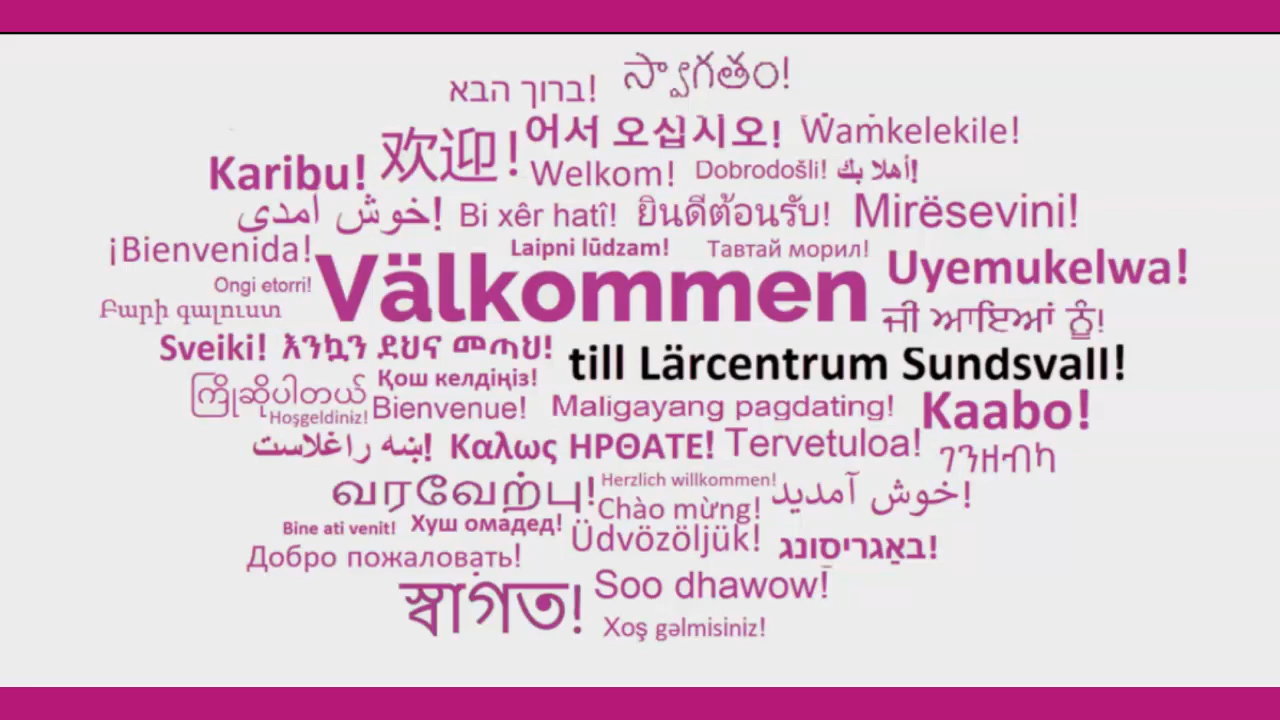 ברוך הבא!
స్వాగతం!
欢迎!
어서 오십시오!
Wamkelekile!
Karibu!
Welkom!
Dobrodošli!
أهلا بك!
خوش امدی!
Bi xêr hatî!
ยินดีต้อนรับ!
Mirësevini!
¡Bienvenida!
Laipni lūdzam!
Тавтай морил!
Uyemukelwa!
Ongi etorri!
Välkommen
Բարի գալուստ
ਜੀ ਆਇਆਂ ਨੂੰ!
Sveiki!
እንኳን ደህና መጣህ!
till Lärcentrum Sundsvall!
ကြိုဆိုပါတယ်
Қош келдіңіз!
Hoşgeldiniz!
Bienvenue!
Maligayang pagdating!
Kaabo!
ښه راغلاست!
Καλως ΗΡΘΑΤΕ!
Tervetuloa!
ጎንዘብካ
வரவேற்பு!
Herzlich willkommen!
خوش آمدید!
Chào mừng!
Bine ati venit!
Хуш омадед!
Üdvözöljük!
באַגריסונג!
Добро пожаловать!
স্বাগত!
Soo dhawow!
Xoş gəlmisiniz!